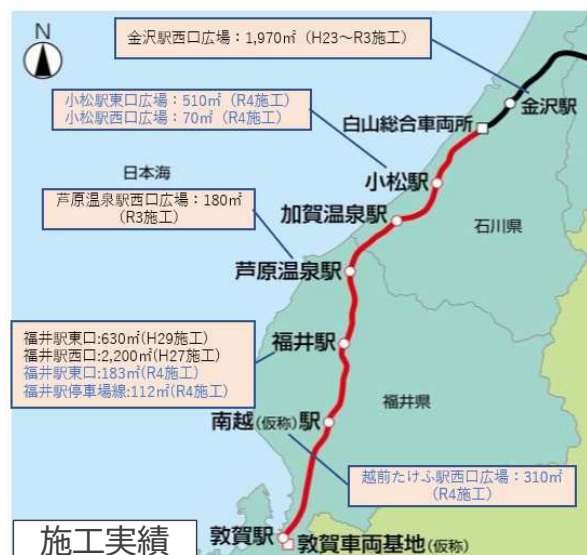 N
金沢駅西口広場：1,970㎡（H23～R3施工）
小松駅東口広場：510㎡（R4施工）
小松駅西口広場：70㎡（R4施工）
金沢駅
白山総合車両所
日本海
小松駅
芦原温泉駅西口広場：180㎡
（R3施工）
加賀温泉駅
石川県
芦原温泉駅
福井駅東口:630㎡(H29施工)
福井駅西口:2,200㎡(H27施工)
福井駅東口:183㎡(R4施工)
福井駅停車場線:112㎡(R4施工)
福井駅
福井県
南越(仮称)駅
越前たけふ駅西口広場：310㎡
（R4施工）
施工実績
敦賀駅
敦賀車両基地(仮称)